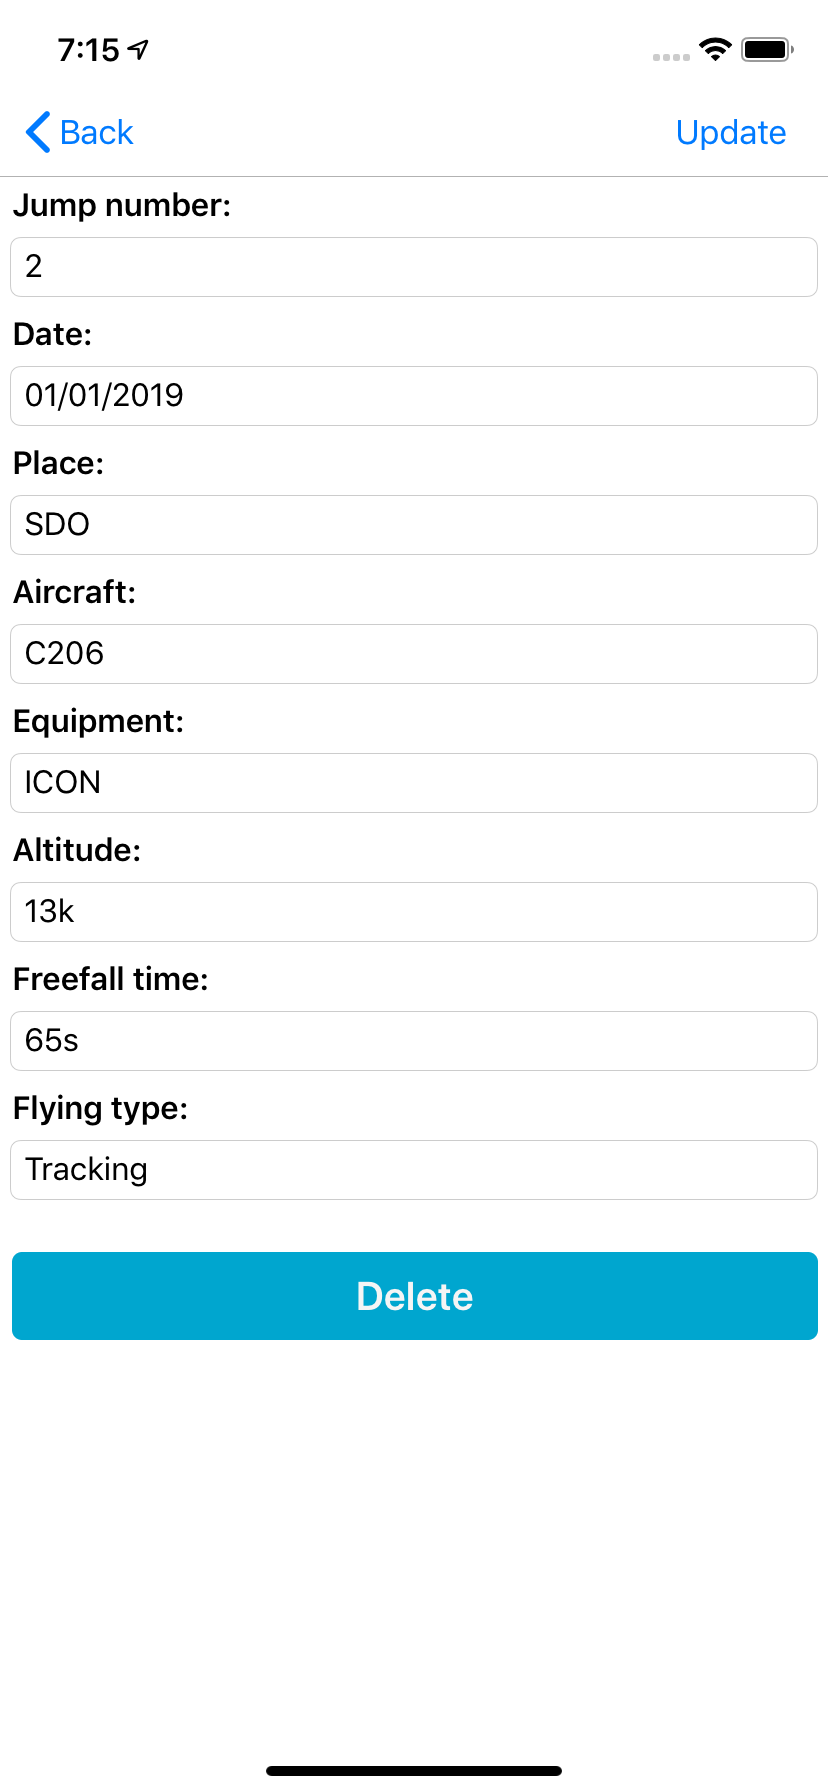 7:15
Back
Update
Jump number:
2
Date:
01/01/2019
Place:
SDO
Aircraft:
C206
Equipment:
ICON
Altitude:
13k
Freefall time:
65s
Flying type:
Tracking
Delete